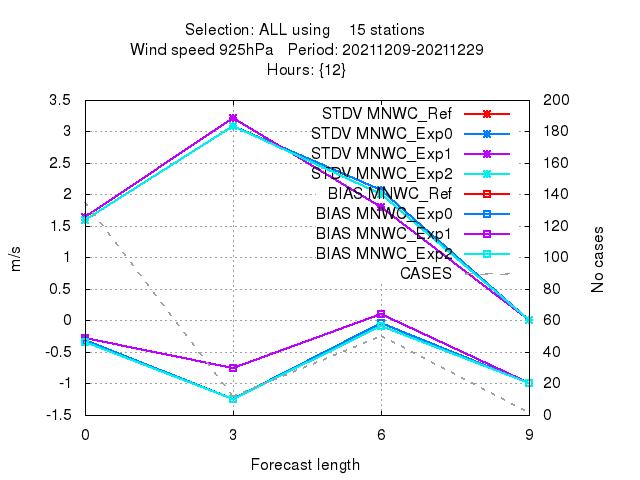 Selection: ALL using    15 stations
Wind speed 925hPa   Period: 20211209-20211229
Hours: {12}
3.5
3
2.5
2
1.5
1
0.5
0
-0.5
-1
-1.5
m/s
200
180
160
140
120
100
80
60
40
20
0
No cases
STDV MNWC_Ref
STDV MNWC_Exp0
STDV MNWC_Exp1
STDV MNWC_Exp2
BIAS MNWC_Ref
BIAS MNWC_Exp0
BIAS MNWC_Exp1
BIAS MNWC_Exp2
CASES
0 3 6 9
Forecast length